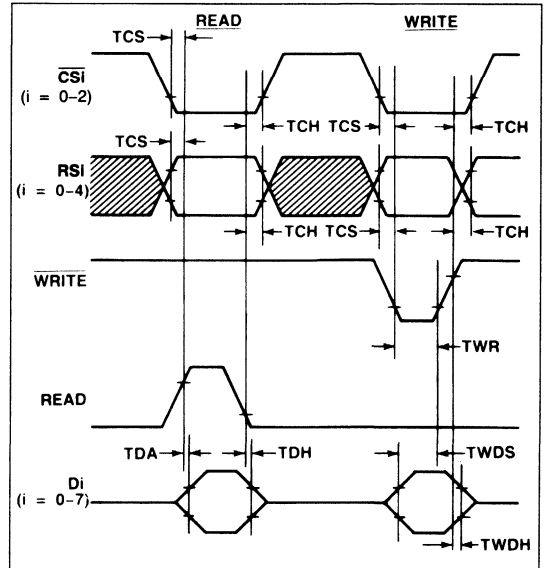 READ WRITE
TCS
CSi
(i = 0–2)
TCH TCS TCH
TCS
RSi
(i = 0–4)
TCH TCS TCH
WRITE
TWR
READ
TDA TDH TWDS
Di
(i = 0–7)
TWDH